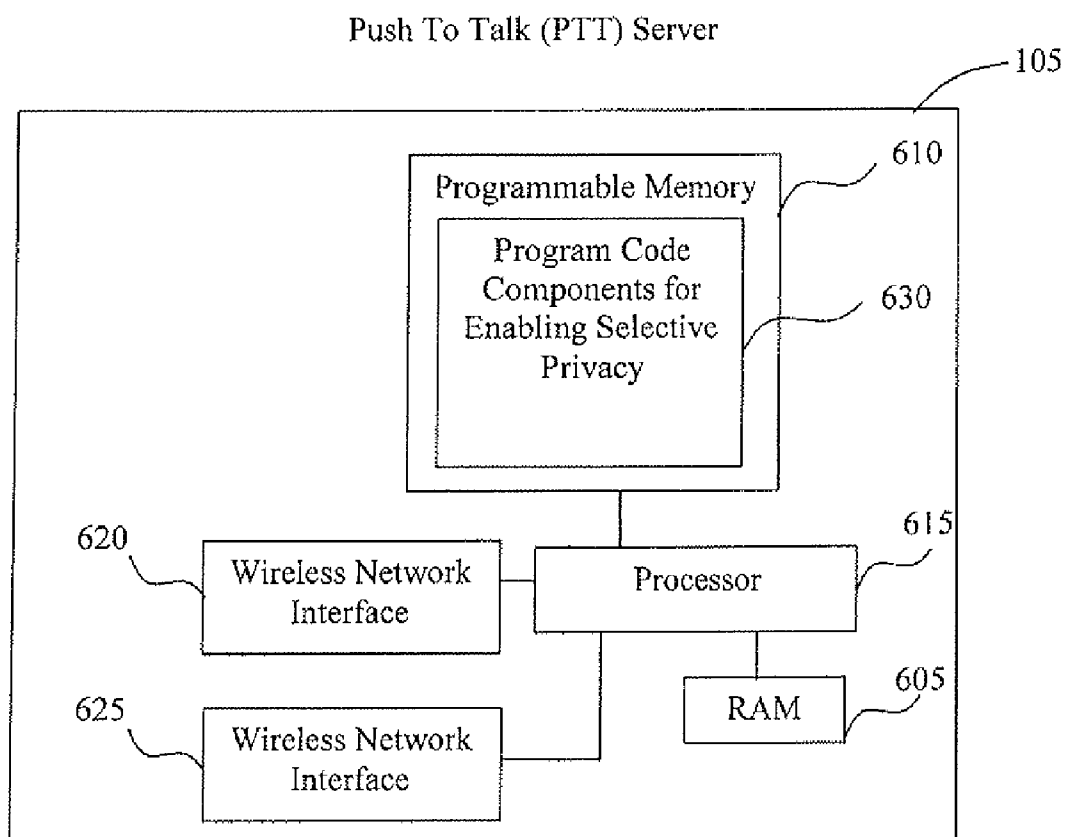 Push To Talk (PTT) Server
105
610
Programmable Memory
Program Code
Components for
Enabling Selective
Privacy
630
620
Wireless Network
Interface
615
Processor
625
Wireless Network
Interface
605
RAM